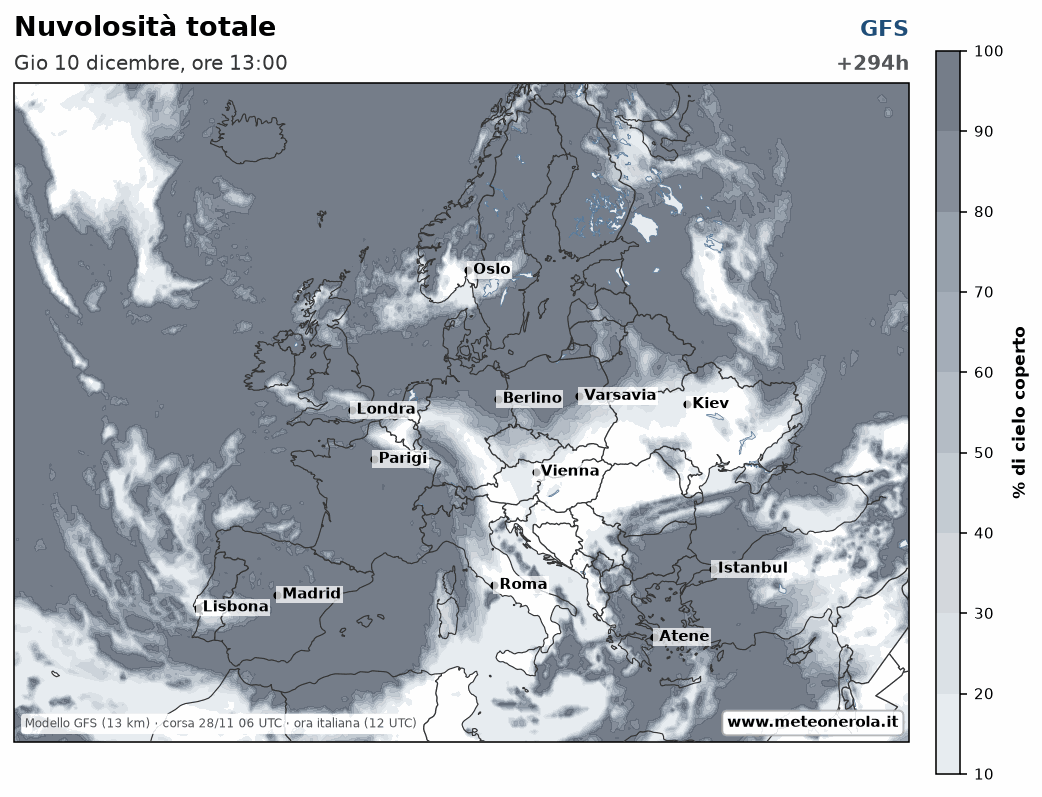 Nuvolosità totale
GFS
Gio 10 dicembre, ore 13:00
+294h
100
90
80
70
60
50
40
30
20
10
% di cielo coperto
Oslo
Berlino
Varsavia
Kiev
Londra
Parigi
Vienna
Istanbul
Roma
Madrid
Lisbona
Atene
Modello GFS (13 km) · corsa 28/11 06 UTC · ora italiana (12 UTC)
www.meteonerola.it